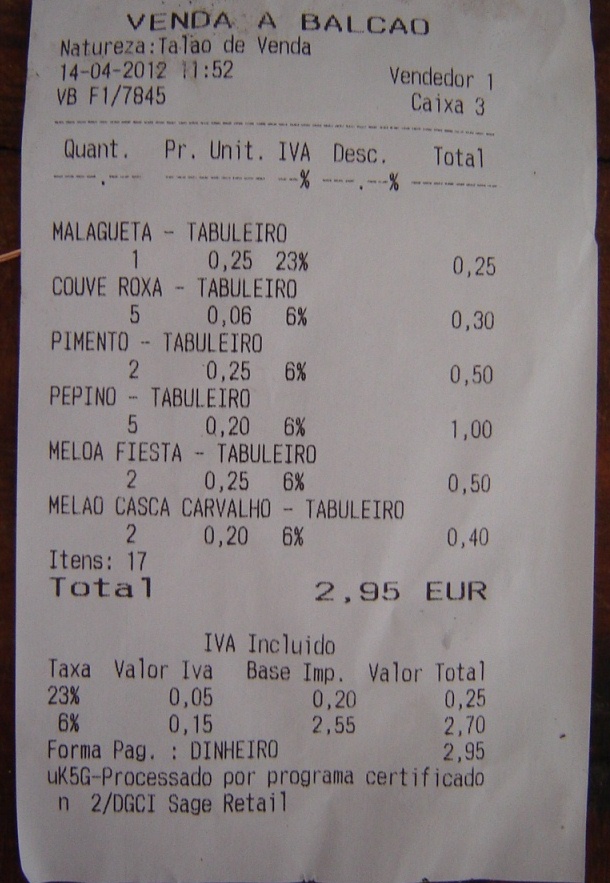 VENDA A BALCAO
Natureza:Talao de Venda
14-04-2012 11:52 Vendedor 1
VB F1/7845 Caixa 3
Quant. Pr. Unit. IVA Desc. Total
-----.--- ---------- --% ---.--% ---------
MALAGUETA - TABULEIRO
1 0,25 23% 0,25
COUVE ROXA - TABULEIRO
5 0,06 6% 0,30
PIMENTO - TABULEIRO
2 0,25 6% 0,50
PEPINO - TABULEIRO
5 0,20 6% 1,00
MELOA FIESTA - TABULEIRO
2 0,25 6% 0,50
MELAO CASCA CARVALHO - TABULEIRO
2 0,20 6% 0,40
Itens: 17
Total 2,95 EUR
IVA Incluido
Taxa Valor Iva Base Imp. Valor Total
23% 0,05 0,20 0,25
6% 0,15 2,55 2,70
Forma Pag. : DINHEIRO 2,95
uK5G-Processado por programa certificado
n 2/DGCI Sage Retail